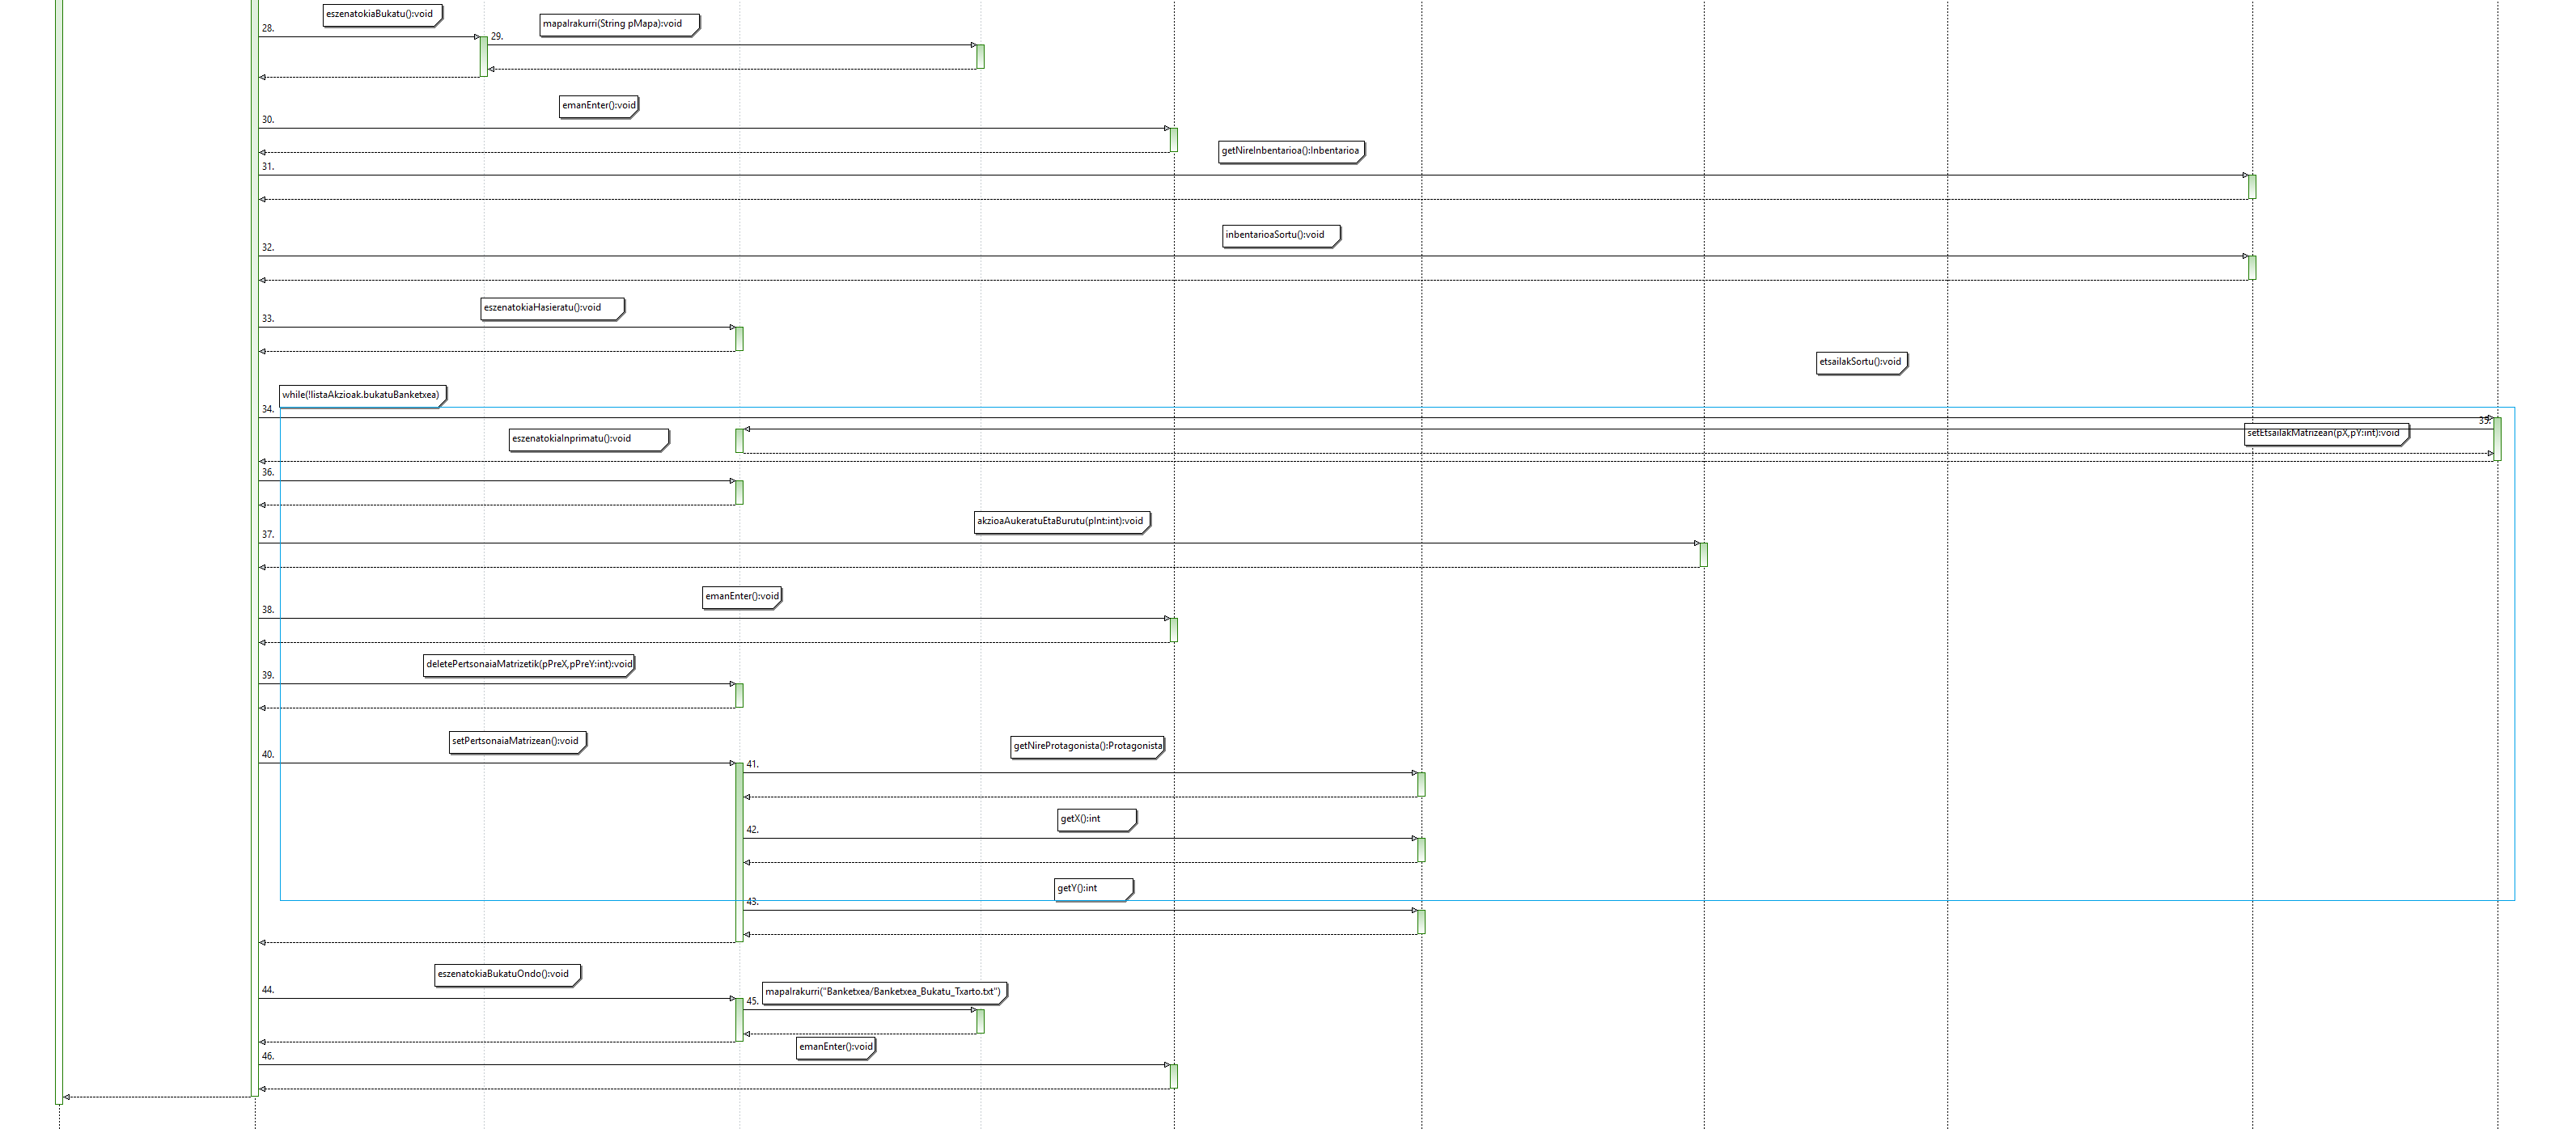 eszenatokiaBukatu():void
mapaIrakurri(String pMapa):void
28.
29.
emanEnter():void
30.
getNireInbentarioa():Inbentarioa
31.
inbentarioaSortu():void
32.
eszenatokiaHasieratu():void
33.
etsailakSortu():void
while(!listaAkzioak.bukatuBanketxea)
34.
35.
setEtsailakMatrizean(pX,pY:int):void
eszenatokiaInprimatu():void
36.
akzioaAukeratuEtaBurutu(pInt:int):void
37.
emanEnter():void
38.
deletePertsonaiaMatrizetik(pPreX,pPreY:int):void
39.
setPertsonaiaMatrizean():void
getNireProtagonista():Protagonista
40.
41.
getX():int
42.
getY():int
43.
eszenatokiaBukatuOndo():void
44.
mapaIrakurri("Banketxea/Banketxea_Bukatu_Txarto.txt")
45.
emanEnter():void
46.